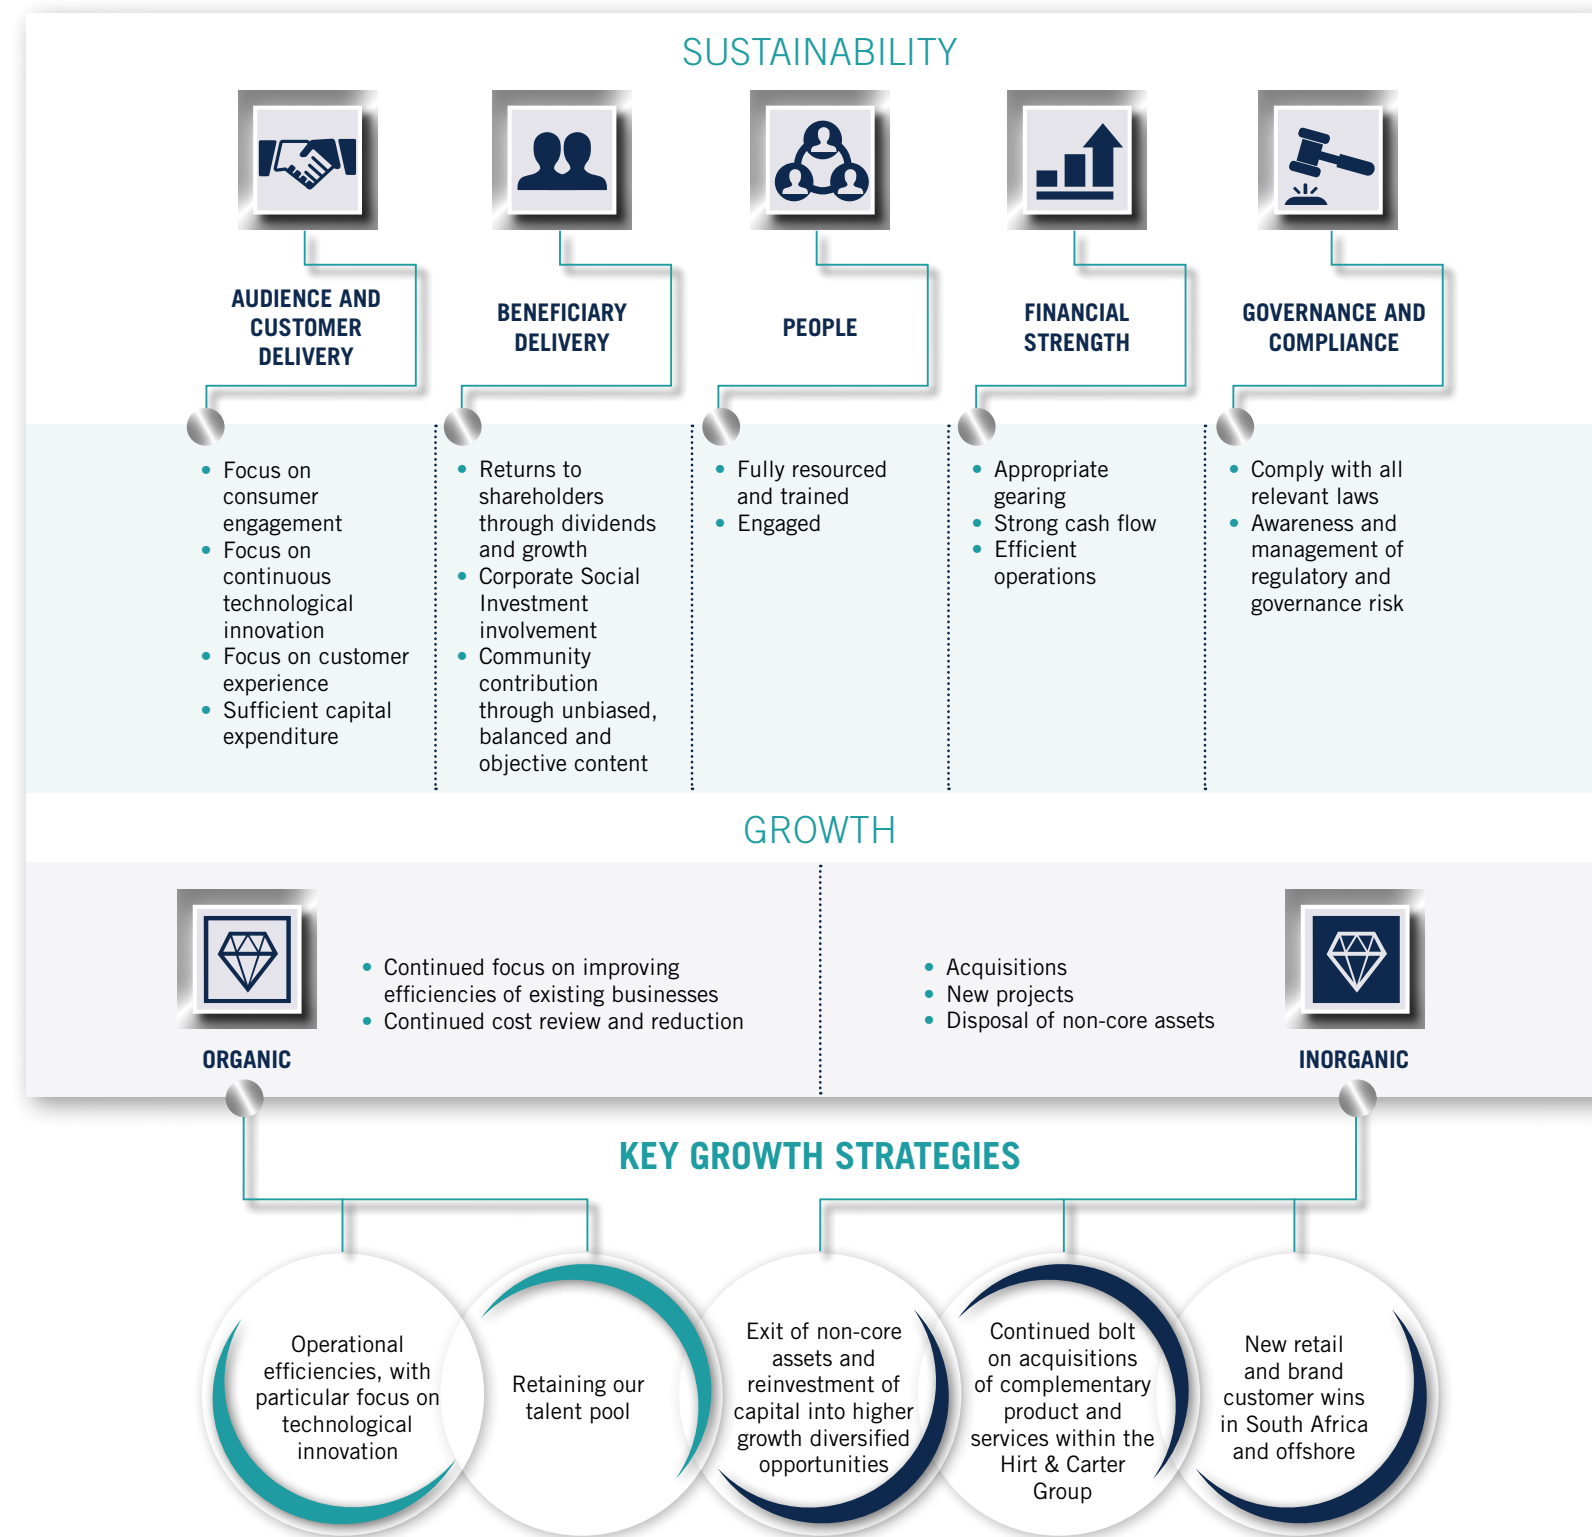 SUSTAINABILITY
AUDIENCE AND
CUSTOMER
DELIVERY
BENEFICIARY
DELIVERY
PEOPLE
FINANCIAL
STRENGTH
GOVERNANCE AND
COMPLIANCE
• Focus on
consumer
engagement
• Focus on
continuous
technological
innovation
• Focus on customer
experience
• Sufficient capital
expenditure
• Returns to
shareholders
through dividends
and growth
• Corporate Social
Investment
involvement
• Community
contribution
through unbiased,
balanced and
objective content
• Fully resourced
and trained
• Engaged
• Appropriate
gearing
• Strong cash flow
• Efficient
operations
• Comply with all
relevant laws
• Awareness and
management of
regulatory and
governance risk
GROWTH
ORGANIC
• Continued focus on improving
efficiencies of existing businesses
• Continued cost review and reduction
• Acquisitions
• New projects
• Disposal of non-core assets
INORGANIC
KEY GROWTH STRATEGIES
Operational
efficiencies, with
particular focus on
technological
innovation
Retaining our
talent pool
Exit of non-core
assets and
reinvestment of
capital into higher
growth diversified
opportunities
Continued bolt
on acquisitions
of complementary
product and
services within the
Hirt & Carter
Group
New retail
and brand
customer wins
in South Africa
and offshore